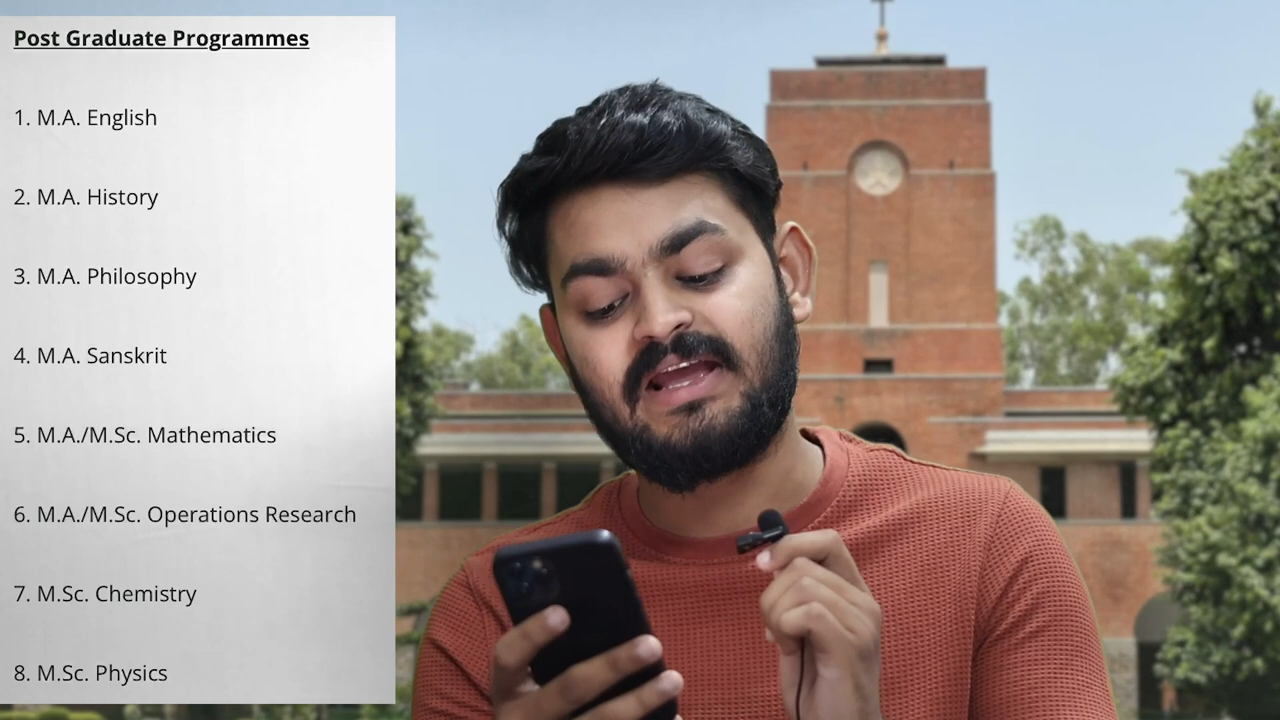 Post Graduate Programmes
1. M.A. English
2. M.A. History
3. M.A. Philosophy
4. M.A. Sanskrit
5. M.A./M.Sc. Mathematics
6. M.A./M.Sc. Operations Research
7. M.Sc. Chemistry
8. M.Sc. Physics